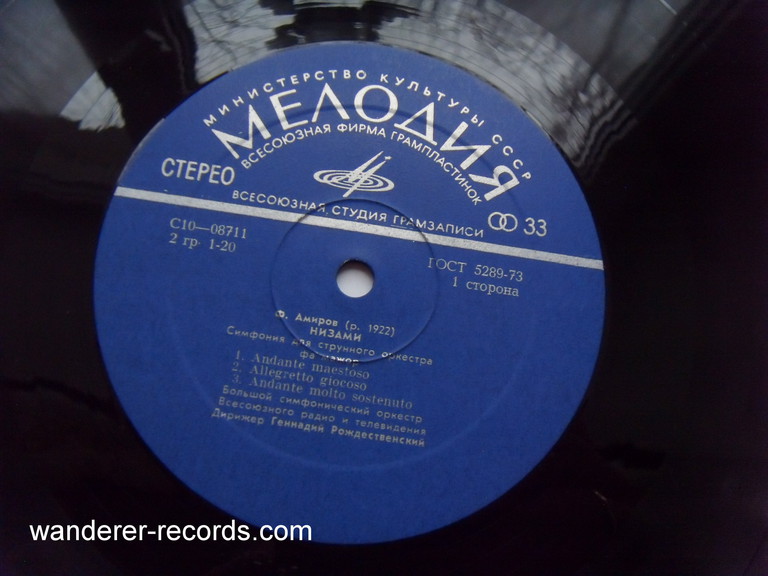 МИНИСТЕРСТВО КУЛЬТУРЫ СССР
МЕЛОДИЯ
ВСЕСОЮЗНАЯ ФИРМА ГРАМПЛАСТИНОК
СТЕРЕО
ВСЕСОЮЗНАЯ СТУДИЯ ГРАМЗАПИСИ
33
С10—08711
2 гр. 1-20
ГОСТ 5289-73
1 сторона
Ф. Амиров (р. 1922)
НИЗАМИ
Симфония для струнного оркестра
фа мажор
1. Andante maestoso
2. Allegretto giocoso
3. Andante molto sostenuto
Большой симфонический оркестр
Всесоюзного радио и телевидения
Дирижер Геннадий Рождественский
wanderer-records.com